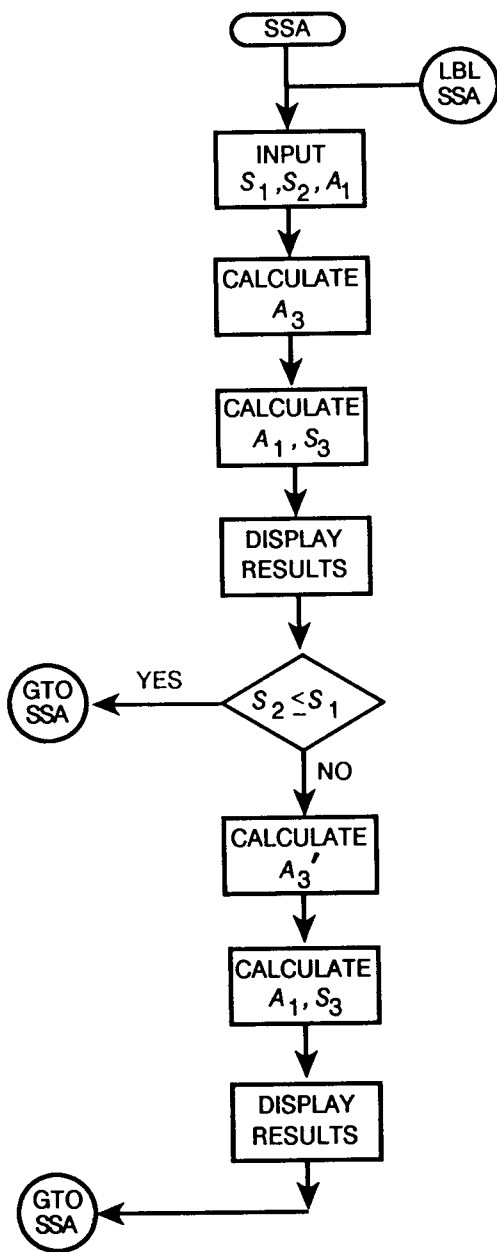 SSA
LBL
SSA
INPUT
S₁,S₂,A₁
CALCULATE
A₃
CALCULATE
A₁,S₃
DISPLAY
RESULTS
YES
GTO
SSA
S₂≤S₁
NO
CALCULATE
A₃′
CALCULATE
A₁,S₃
DISPLAY
RESULTS
GTO
SSA